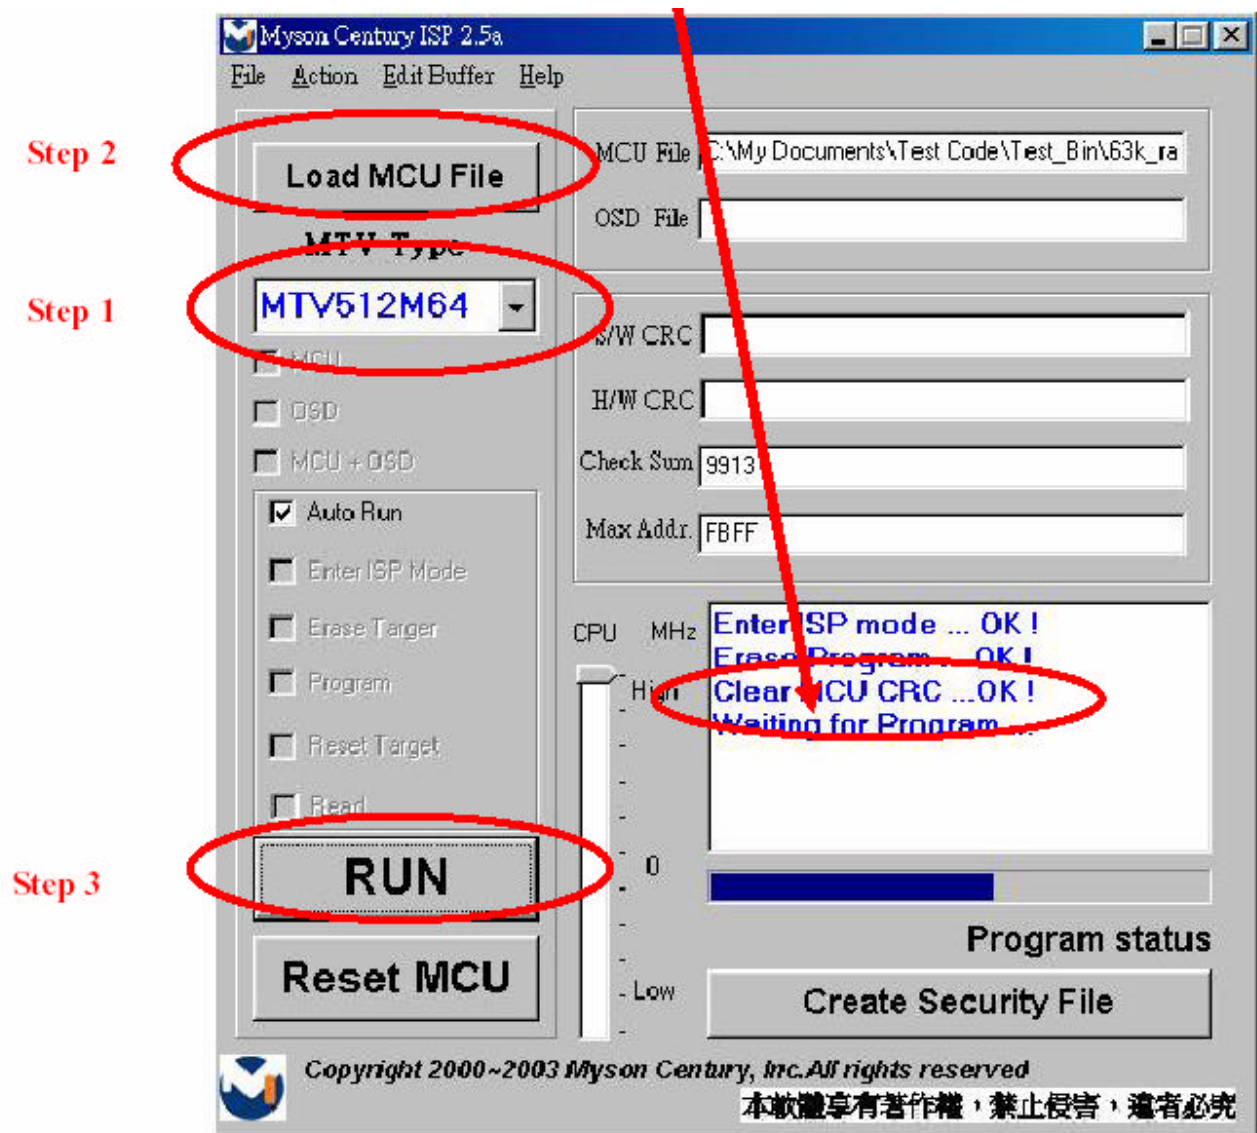 Myson Century ISP 2.5a
File Action Edit Buffer Help
Step 2
Load MCU File
MTV Type
Step 1
MTV512M64
MCU
OSD
MCU + OSD
Auto Run
Enter ISP Mode
Erase Targer
Program
Reset Target
Read
Step 3
RUN
Reset MCU
MCU File C:\My Documents\Test Code\Test_Bin\63k_ra
OSD File
S/W CRC
H/W CRC
Check Sum 9913
Max Addr. FBFF
CPU MHz
High
0
Low
Enter ISP mode ... OK !
Erase Program ... OK !
Clear MCU CRC ...OK !
Waiting for Program ...
Program status
Create Security File
Copyright 2000~2003 Myson Century, Inc.All rights reserved
本軟體享有著作權，禁止侵害，違者必究